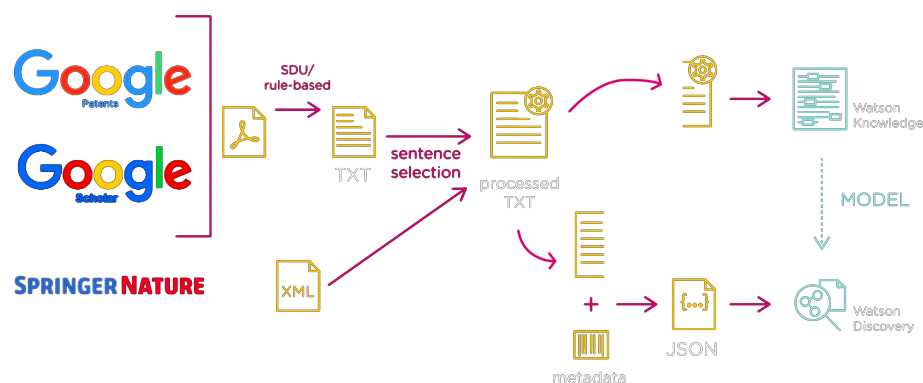 Google
Patents
Google
Scholar
SPRINGER NATURE
SDU/
rule-based
TXT
sentence
selection
XML
processed
TXT
+
metadata
{...}
JSON
Watson
Knowledge
MODEL
Watson
Discovery